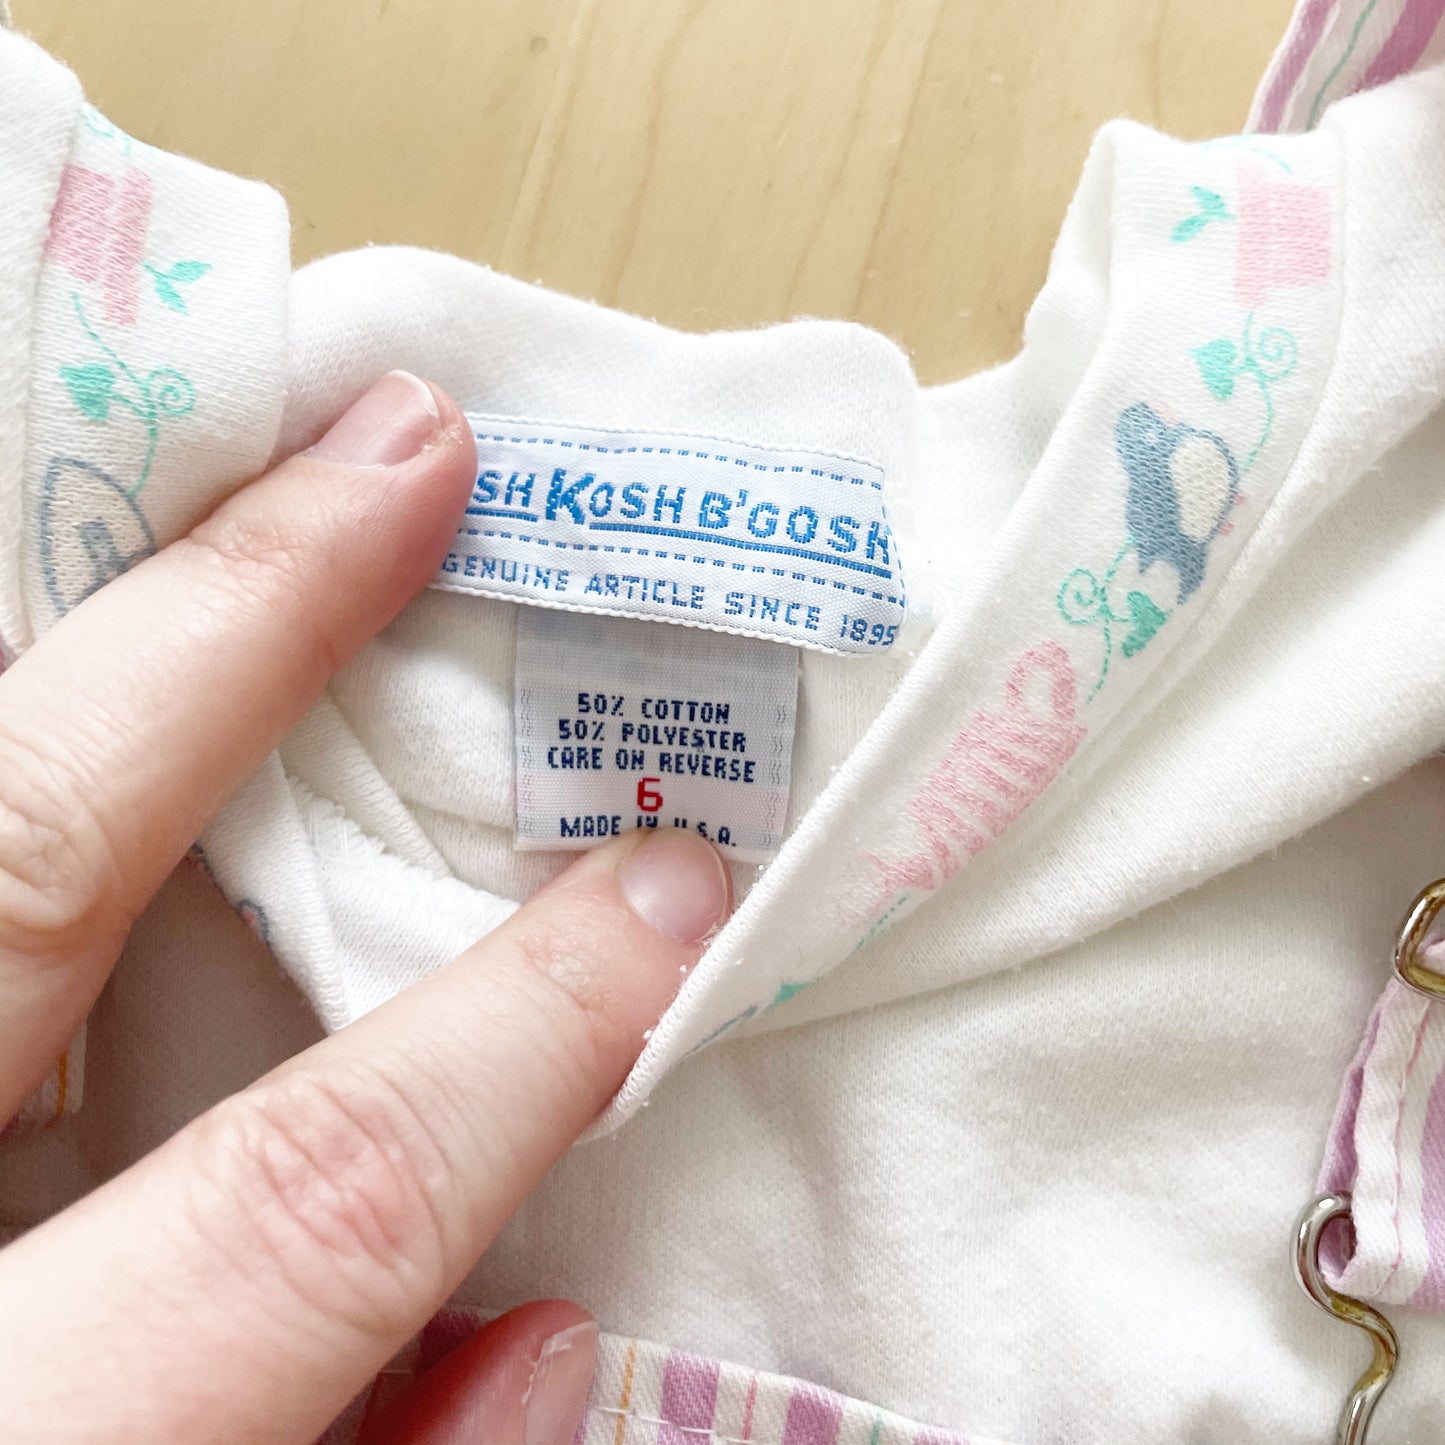 SH KOSH B'GOSH
GENUINE ARTICLE SINCE 1895
50% COTTON
50% POLYESTER
CARE ON REVERSE
6
MADE IN U.S.A.